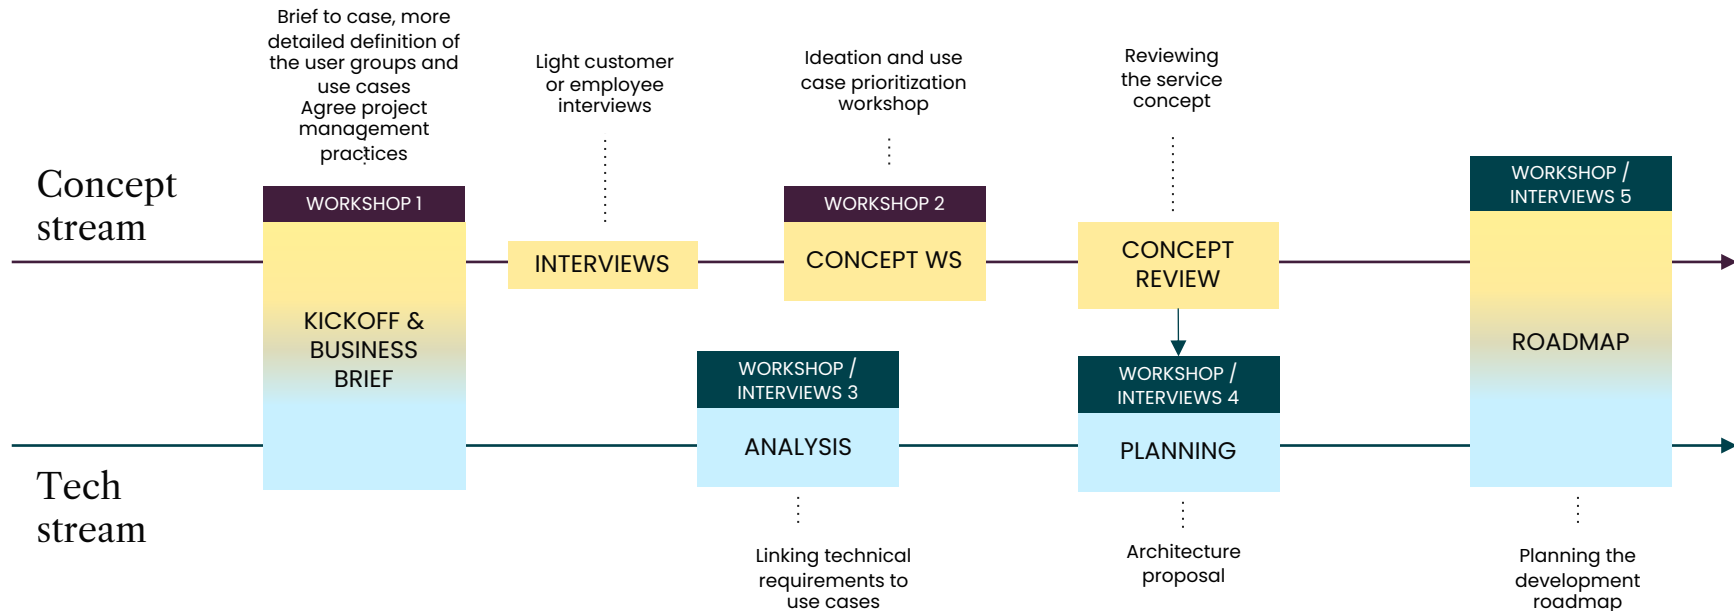 Brief to case, more
detailed definition of
the user groups and
use cases
Agree project
management
practices
Light customer
or employee
interviews
Ideation and use
case prioritization
workshop
Reviewing
the service
concept
Concept
stream
WORKSHOP 1
KICKOFF &
BUSINESS
BRIEF
INTERVIEWS
WORKSHOP 2
CONCEPT WS
CONCEPT
REVIEW
WORKSHOP /
INTERVIEWS 5
ROADMAP
Tech
stream
WORKSHOP /
INTERVIEWS 3
ANALYSIS
WORKSHOP /
INTERVIEWS 4
PLANNING
Linking technical
requirements to
use cases
Architecture
proposal
Planning the
development
roadmap